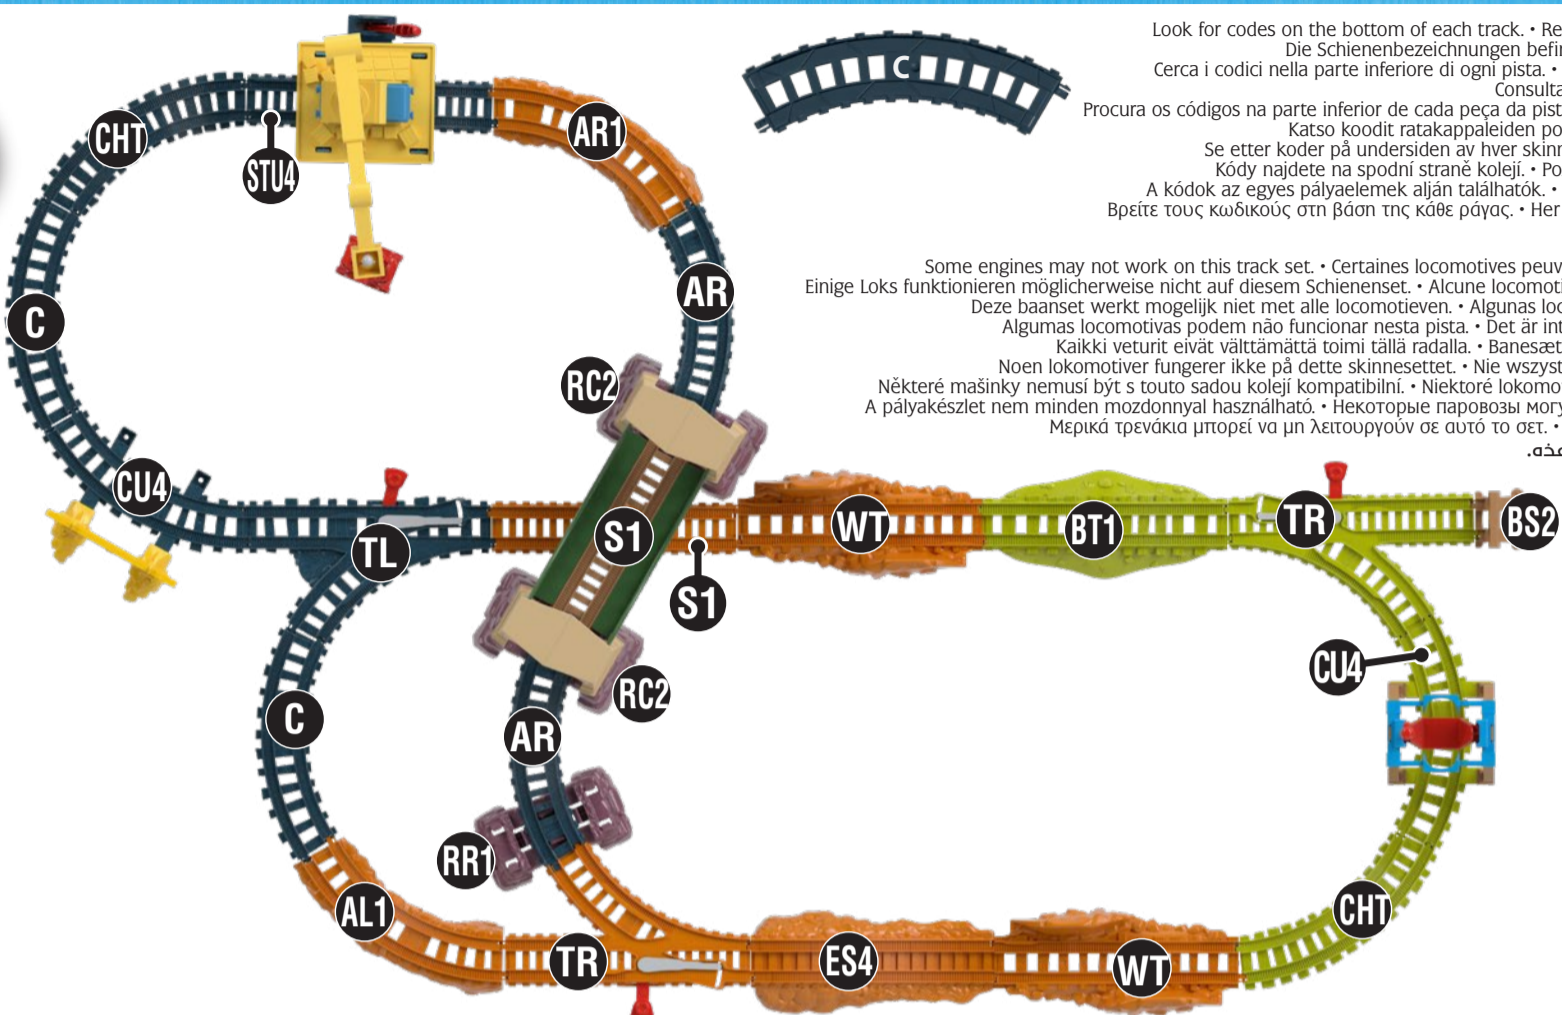 Look for codes on the bottom of each track. • Re
Die Schienenbezeichnungen befin
Cerca i codici nella parte inferiore di ogni pista. •
Consulta
Procura os códigos na parte inferior de cada peça da pist
Katso koodit ratakappaleiden po
Se etter koder på undersiden av hver skinn
Kódy najdete na spodní straně kolejí. • Po
A kódok az egyes pályaelemek alján találhatók. •
Βρείτε τους κωδικούς στη βάση της κάθε ράγας. • Her
Some engines may not work on this track set. • Certaines locomotives peuv
Einige Loks funktionieren möglicherweise nicht auf diesem Schienenset. • Alcune locomoti
Deze baanset werkt mogelijk niet met alle locomotieven. • Algunas loc
Algumas locomotivas podem não funcionar nesta pista. • Det är int
Kaikki veturit eivät välttämättä toimi tällä radalla. • Banesæt
Noen lokomotiver fungerer ikke på dette skinnesettet. • Nie wszyst
Některé mašinky nemusí být s touto sadou kolejí kompatibilní. • Niektoré lokomo
A pályakészlet nem minden mozdonnyal használható. • Некоторые паровозы могу
Μερικά τρενάκια μπορεί να μη λειτουργούν σε αυτό το σετ. •
C
CHT
STU4
AR1
AR
C
RC2
CU4
TL
S1
S1
WT
BT1
TR
BS2
CU4
C
AR
RC2
RR1
AL1
TR
ES4
WT
CHT